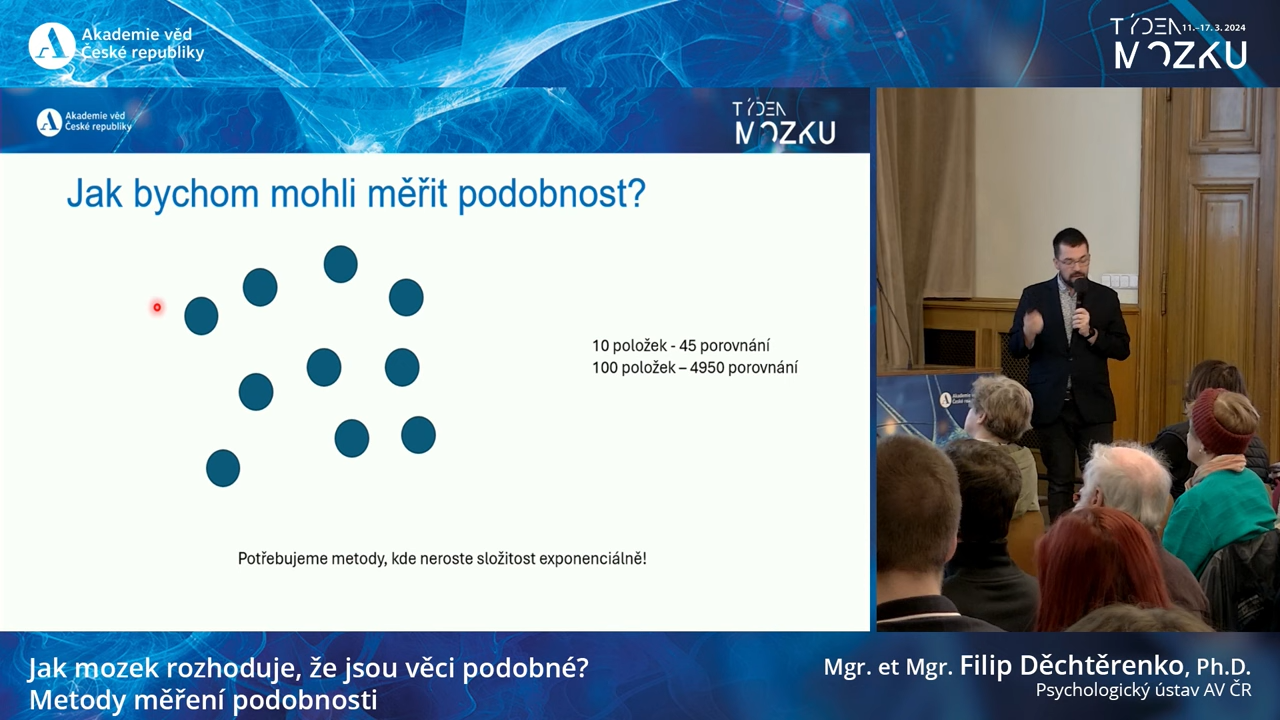 Akademie věd
České republiky
TÝDEN 11.–17. 3. 2024
MOZKU
Akademie věd
České republiky
TÝDEN
MOZKU
Jak bychom mohli měřit podobnost?
10 položek - 45 porovnání
100 položek – 4950 porovnání
Potřebujeme metody, kde neroste složitost exponenciálně!
Jak mozek rozhoduje, že jsou věci podobné?
Metody měření podobnosti
Mgr. et Mgr. Filip Děchtěrenko, Ph.D.
Psychologický ústav AV ČR